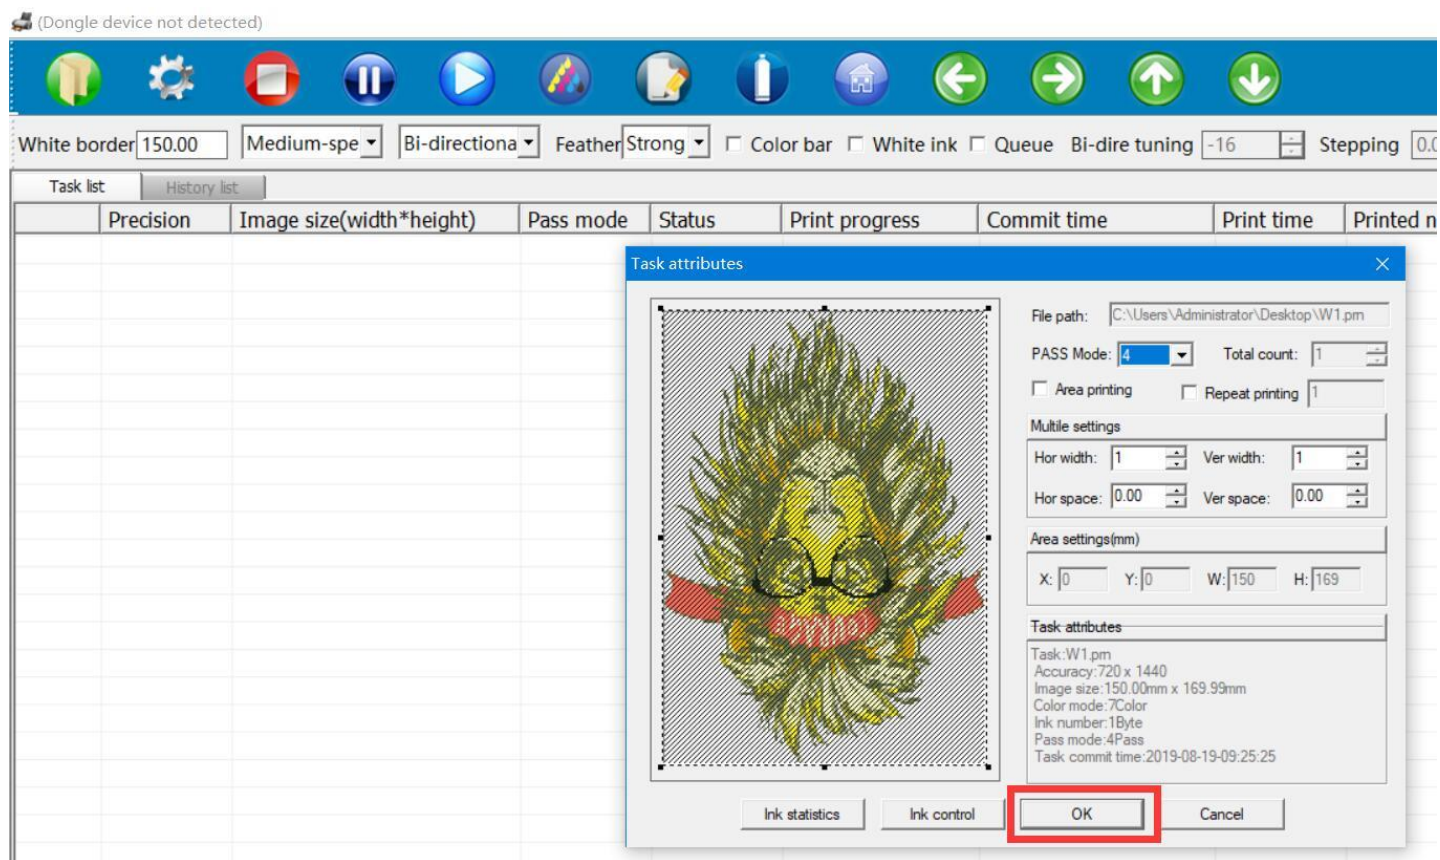 (Dongle device not detected)
White border 150.00 Medium-spe Bi-directiona Feather Strong Color bar White ink Queue Bi-dire tuning -16 Stepping 0.0
Task list History list
Precision Image size(width*height) Pass mode Status Print progress Commit time Print time Printed n
Task attributes
File path: C:\Users\Administrator\Desktop\W1.prn
PASS Mode: 4 Total count: 1
Area printing Repeat printing 1
Multile settings
Hor width: 1 Ver width: 1
Hor space: 0.00 Ver space: 0.00
Area settings(mm)
X: 0 Y: 0 W: 150 H: 169
Task attributes
Task:W1.prn
Accuracy:720 x 1440
Image size:150.00mm x 169.99mm
Color mode:7Color
Ink number:1Byte
Pass mode:4Pass
Task commit time:2019-08-19-09:25:25
Ink statistics Ink control OK Cancel